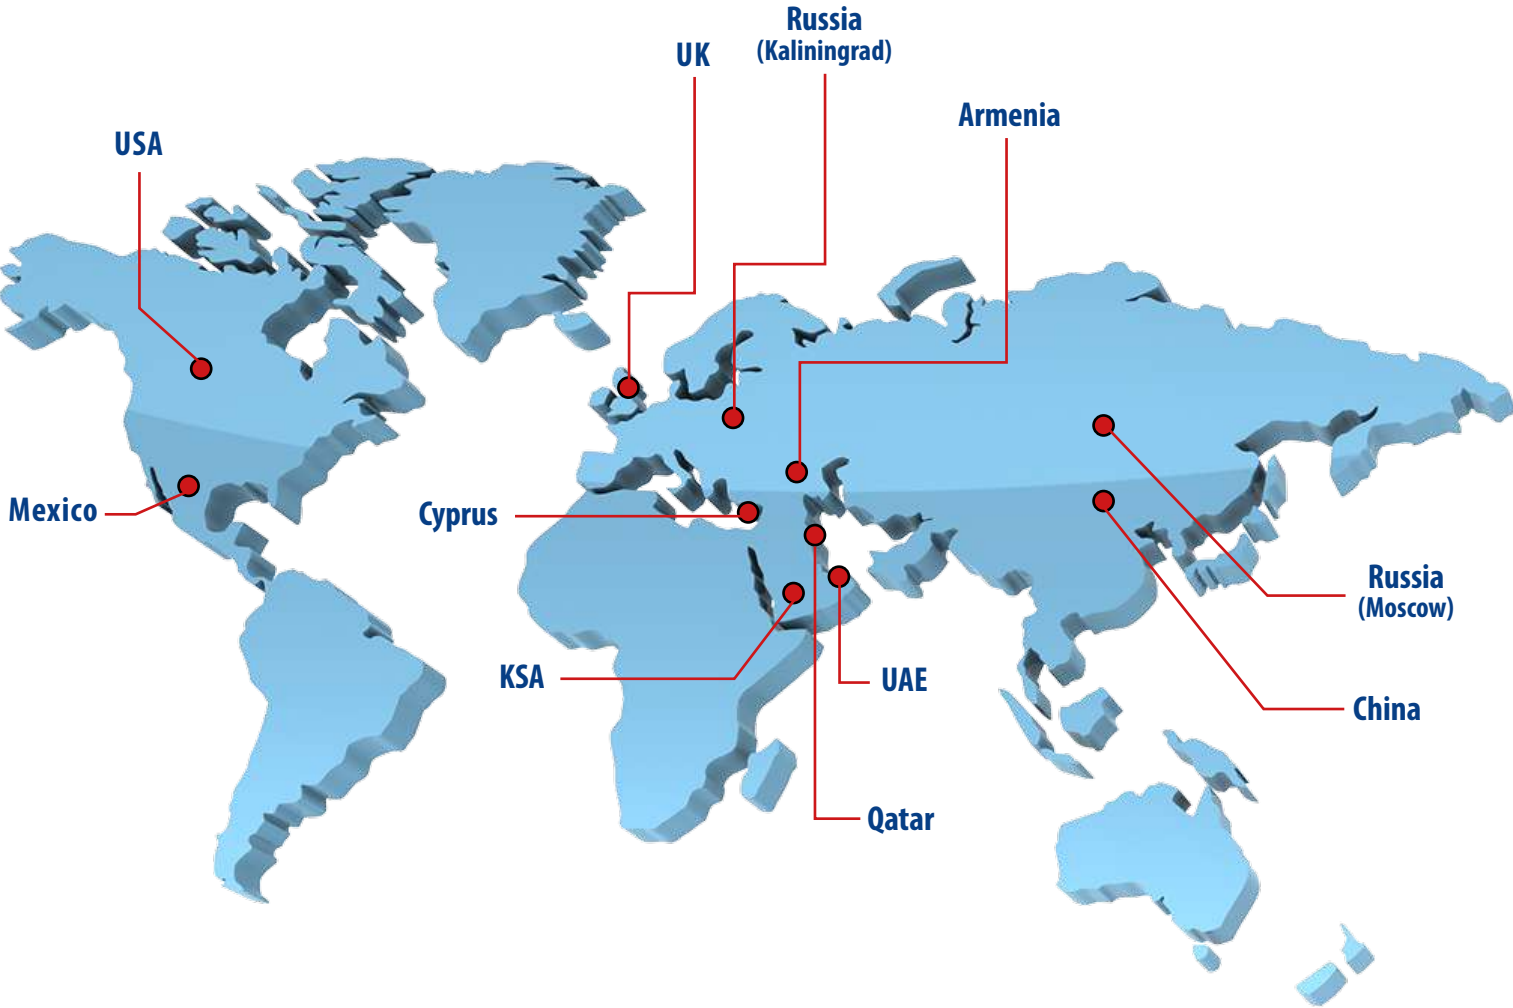 Russia
(Kaliningrad)
UK
Armenia
USA
Mexico
Cyprus
Russia
(Moscow)
KSA
UAE
China
Qatar